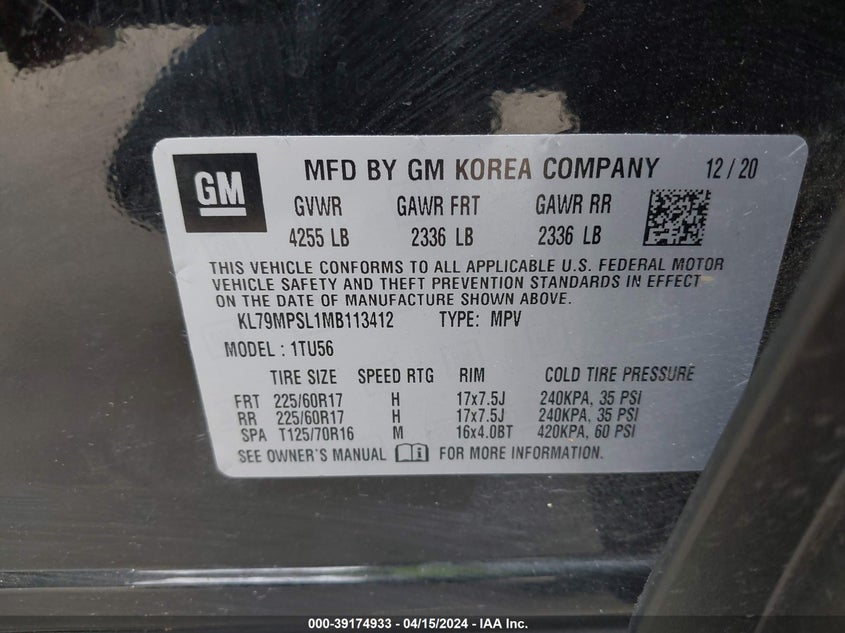 GM
MFD BY GM KOREA COMPANY 12/20
GVWR GAWR FRT GAWR RR
4255 LB 2336 LB 2336 LB
THIS VEHICLE CONFORMS TO ALL APPLICABLE U.S. FEDERAL MOTOR
VEHICLE SAFETY AND THEFT PREVENTION STANDARDS IN EFFECT
ON THE DATE OF MANUFACTURE SHOWN ABOVE.
KL79MPSL1MB113412 TYPE: MPV
MODEL : 1TU56
TIRE SIZE SPEED RTG RIM COLD TIRE PRESSURE
FRT 225/60R17 H 17x7.5J 240KPA, 35 PSI
RR 225/60R17 H 17x7.5J 240KPA, 35 PSI
SPA T125/70R16 M 16x4.0BT 420KPA, 60 PSI
SEE OWNER'S MANUAL FOR MORE INFORMATION.
000-39174933 - 04/15/2024 - IAA Inc.